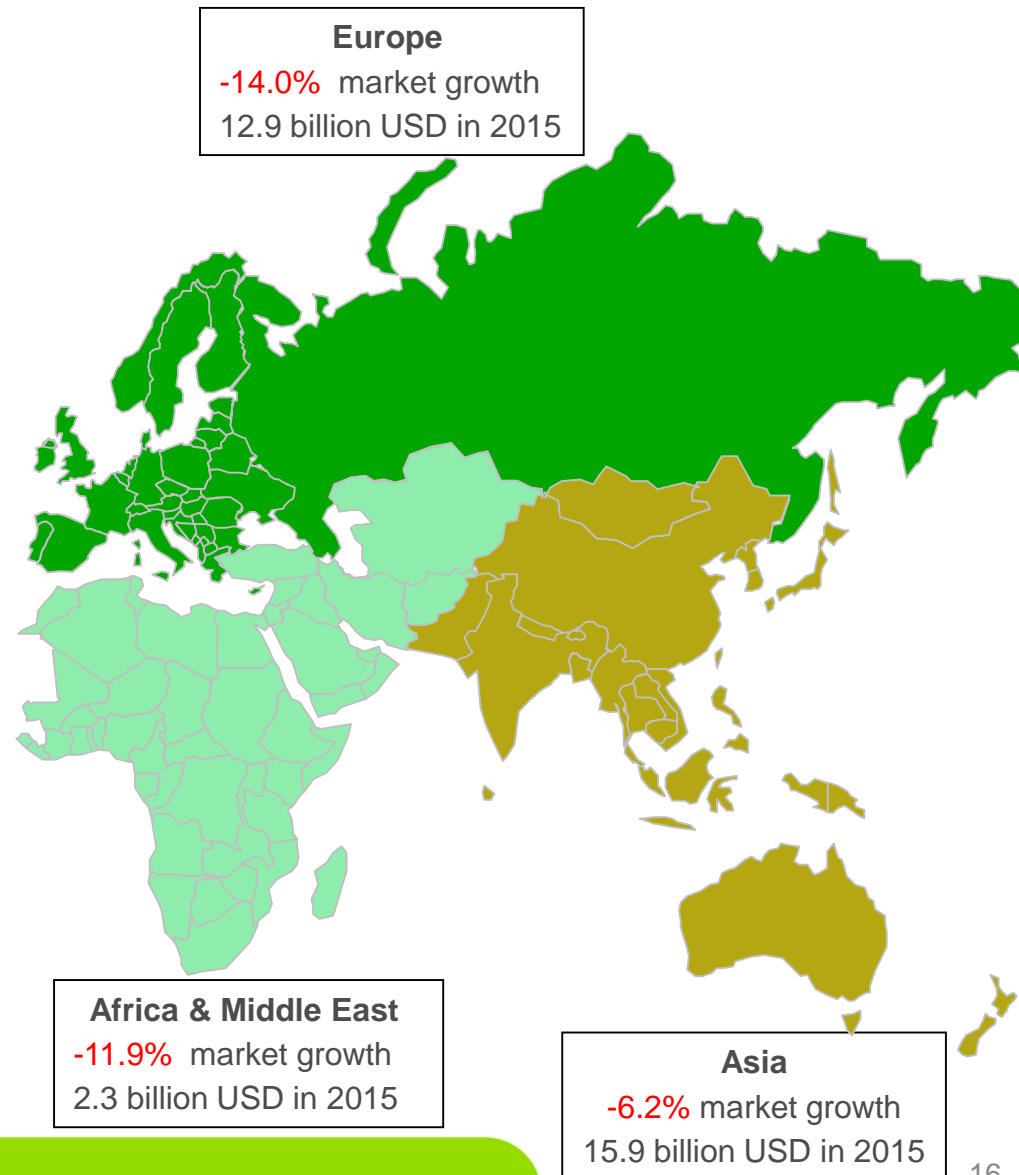 Europe
-14.0% market growth
12.9 billion USD in 2015
Africa & Middle East
-11.9% market growth
2.3 billion USD in 2015
Asia
-6.2% market growth
15.9 billion USD in 2015
16